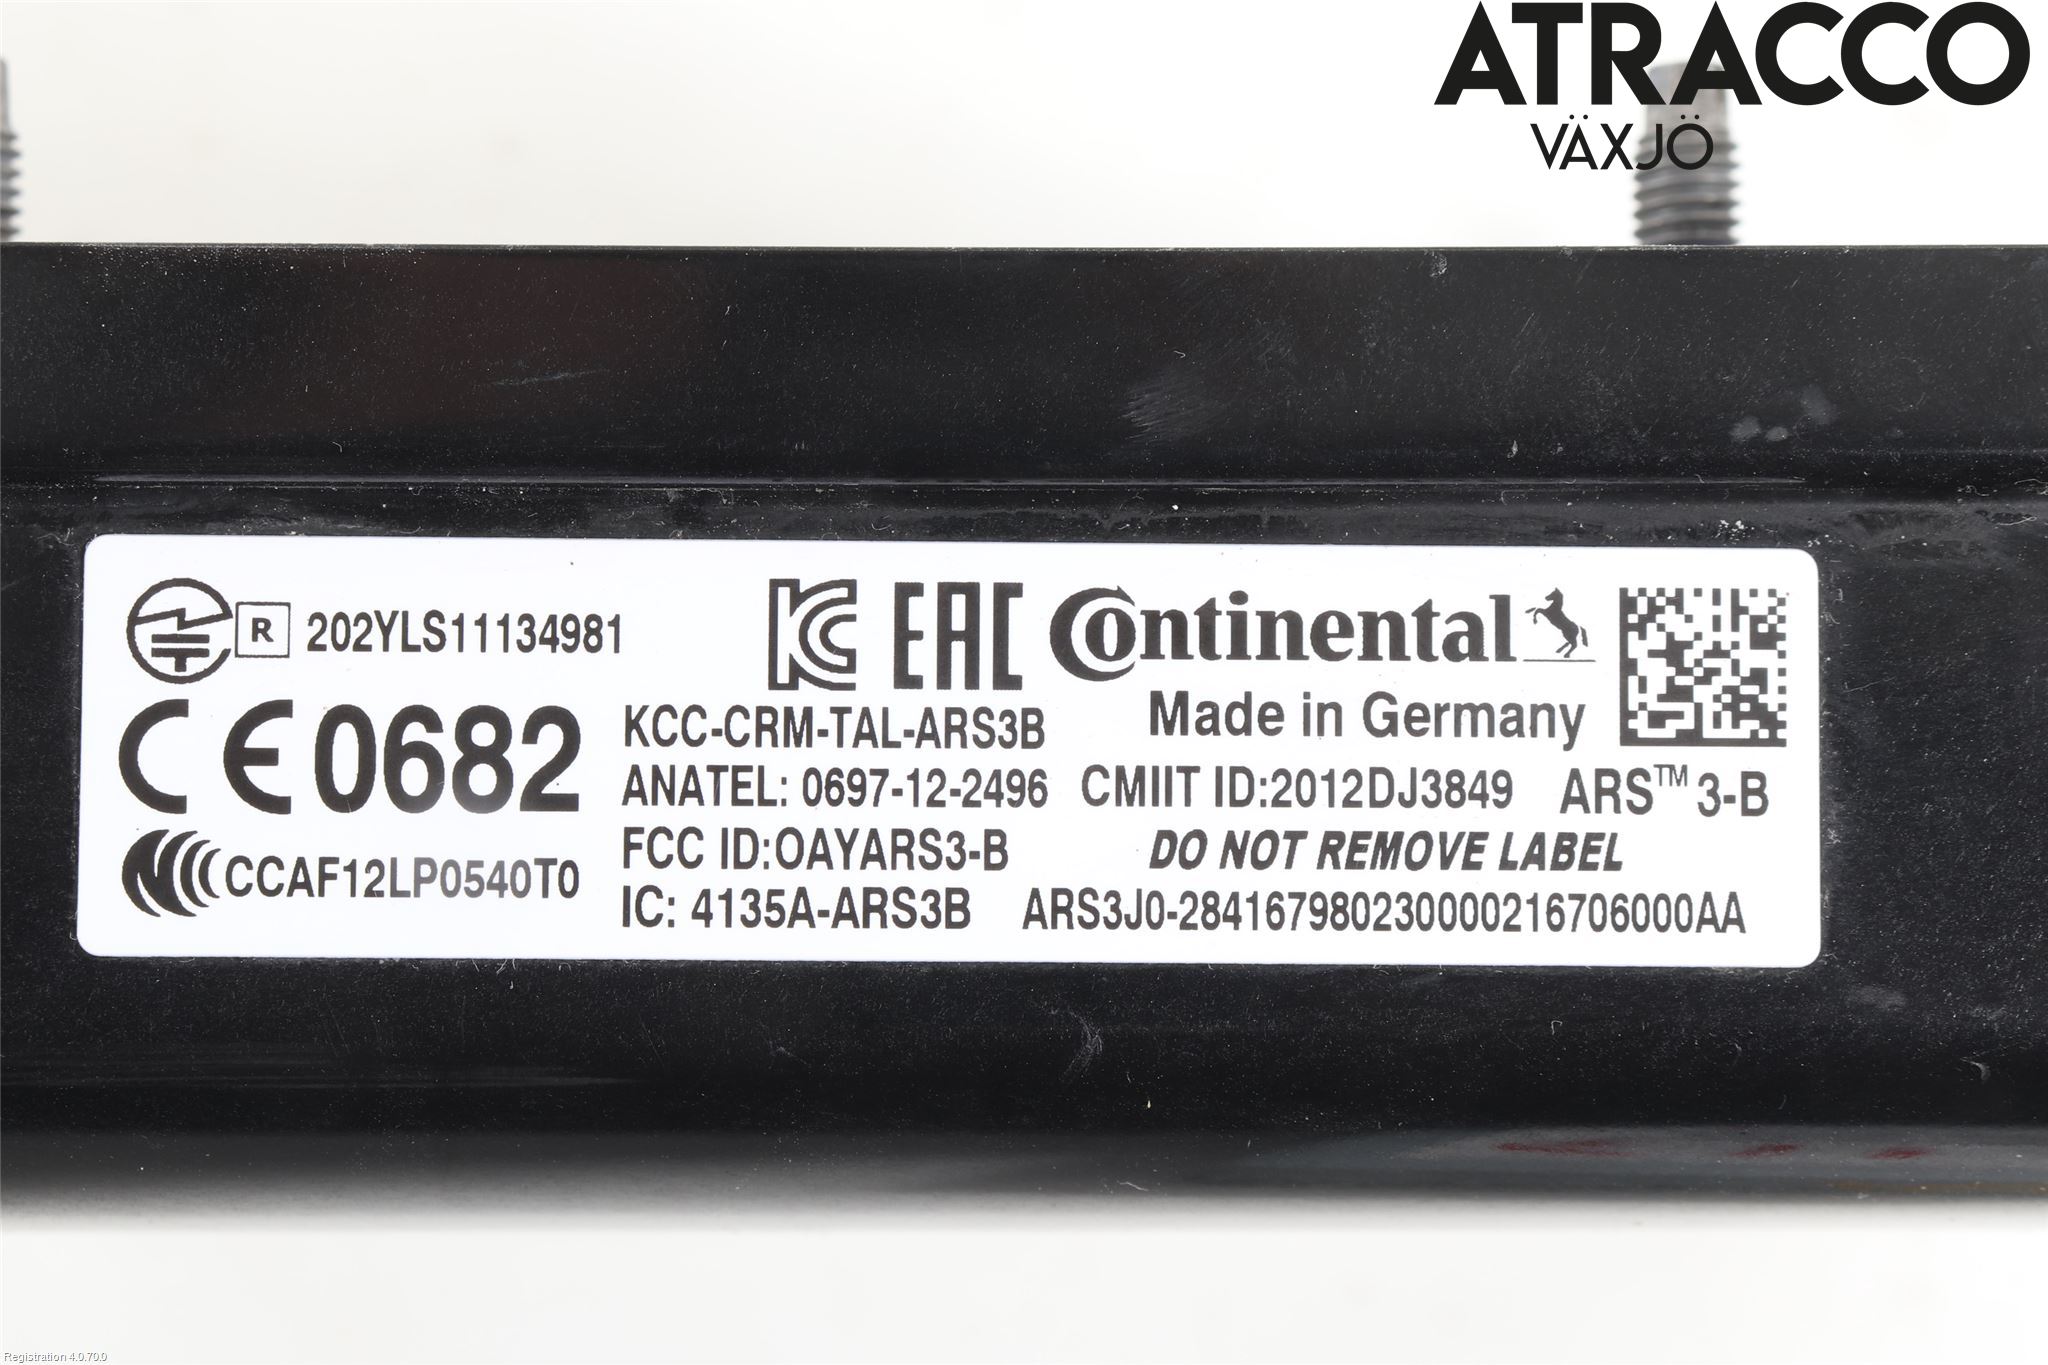 ATRACCO
VÄXJÖ
R 202YLS11134981
EAC Continental
CE 0682
KCC-CRM-TAL-ARS3B
Made in Germany
ANATEL: 0697-12-2496 CMIIT ID:2012DJ3849 ARS™ 3-B
FCC ID:OAYARS3-B DO NOT REMOVE LABEL
CCAF12LP0540T0
IC: 4135A-ARS3B ARS3J0-284167980230000216706000AA
Registration 4.0.70.0